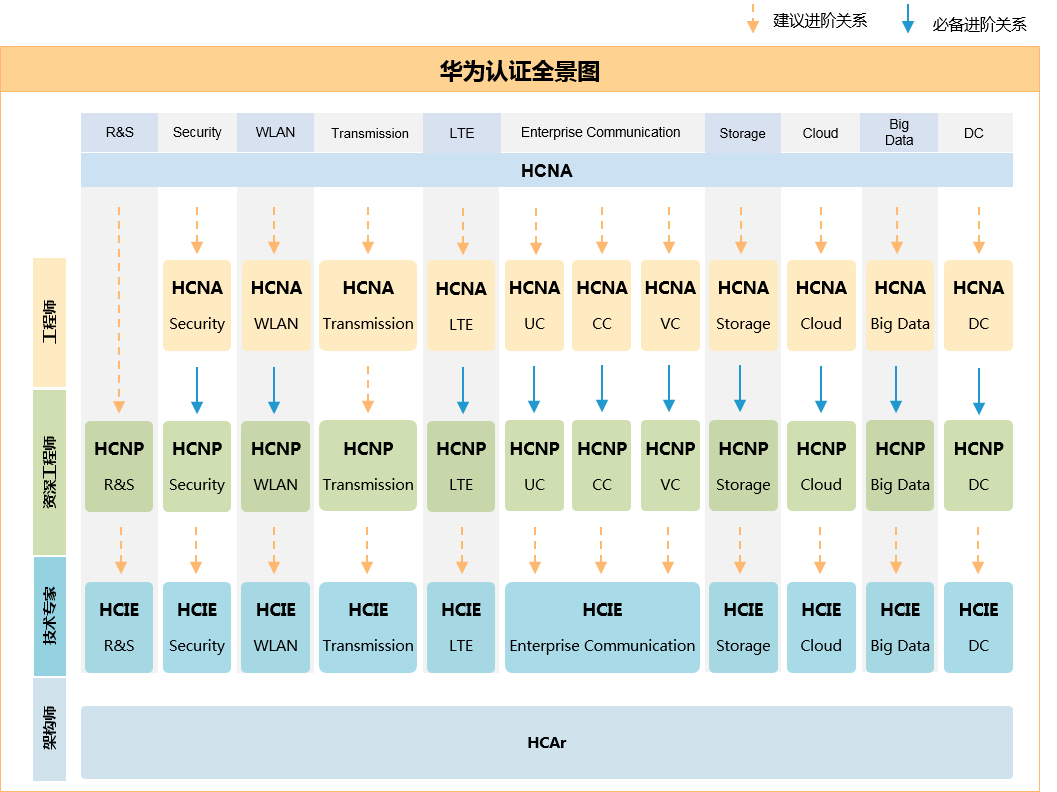 建议进阶关系
必备进阶关系
华为认证全景图
R&S Security WLAN Transmission LTE Enterprise Communication Storage Cloud Big Data DC
HCNA
工程师
HCNA HCNA HCNA HCNA HCNA HCNA HCNA HCNA HCNA HCNA HCNA
Security WLAN Transmission LTE UC CC VC Storage Cloud Big Data DC
资深工程师
HCNP HCNP HCNP HCNP HCNP HCNP HCNP HCNP HCNP HCNP HCNP HCNP
R&S Security WLAN Transmission LTE UC CC VC Storage Cloud Big Data DC
技术专家
HCIE HCIE HCIE HCIE HCIE HCIE HCIE HCIE HCIE HCIE
R&S Security WLAN Transmission LTE Enterprise Communication Storage Cloud Big Data DC
架构师
HCAr